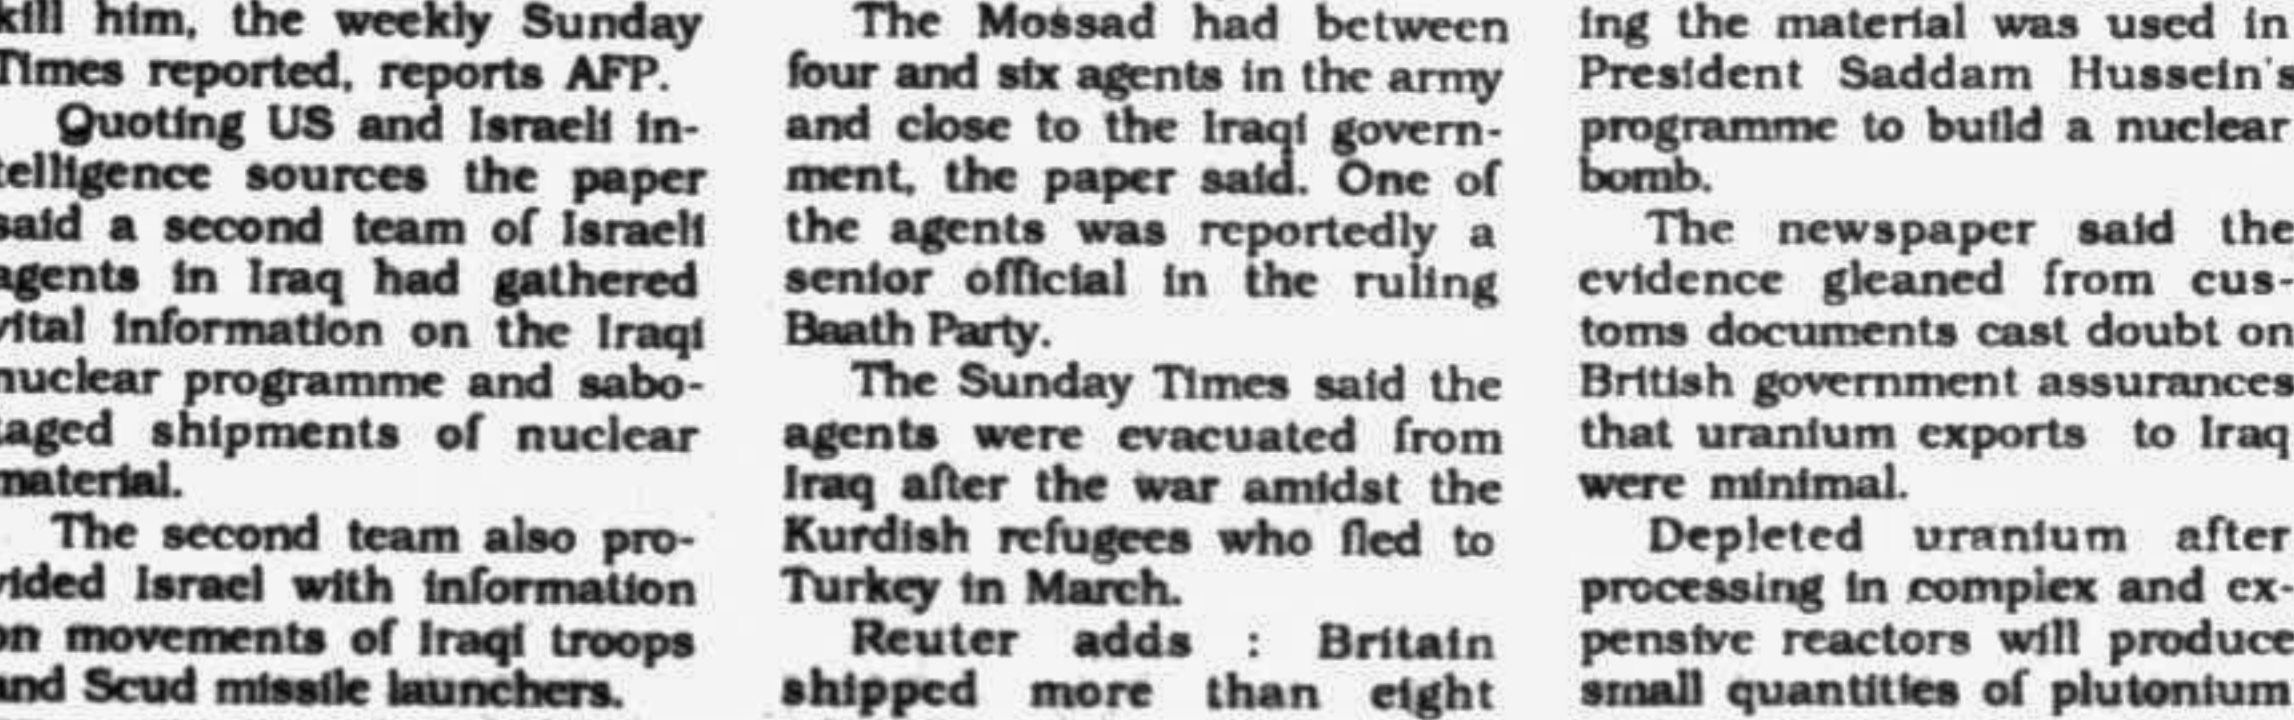 kill him, the weekly Sunday
Times reported, reports AFP.
Quoting US and Israeli in-
telligence sources the paper
said a second team of Israeli
agents in Iraq had gathered
vital information on the Iraqi
nuclear programme and sabo-
taged shipments of nuclear
material.
The second team also pro-
vided Israel with information
on movements of Iraqi troops
and Scud missile launchers.
The Mossad had between
four and six agents in the army
and close to the Iraqi govern-
ment, the paper said. One of
the agents was reportedly a
senior official in the ruling
Baath Party.
The Sunday Times said the
agents were evacuated from
Iraq after the war amidst the
Kurdish refugees who fled to
Turkey in March.
Reuter adds : Britain
shipped more than eight
ing the material was used in
President Saddam Hussein's
programme to build a nuclear
bomb.
The newspaper said the
evidence gleaned from cus-
toms documents cast doubt on
British government assurances
that uranium exports to Iraq
were minimal.
Depleted uranium after
processing in complex and ex-
pensive reactors will produce
small quantities of plutonium